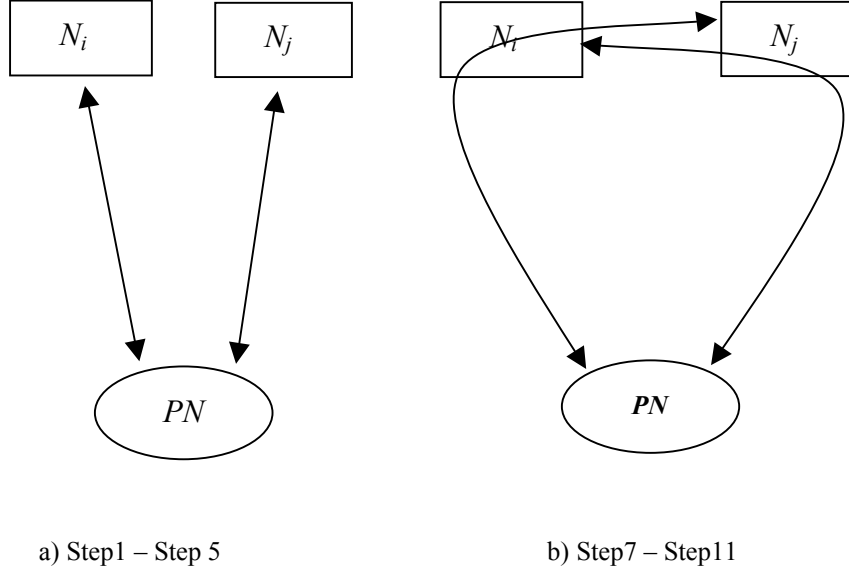 N_i N_j N_i N_j
PN PN
a) Step1 – Step 5 b) Step7 – Step11